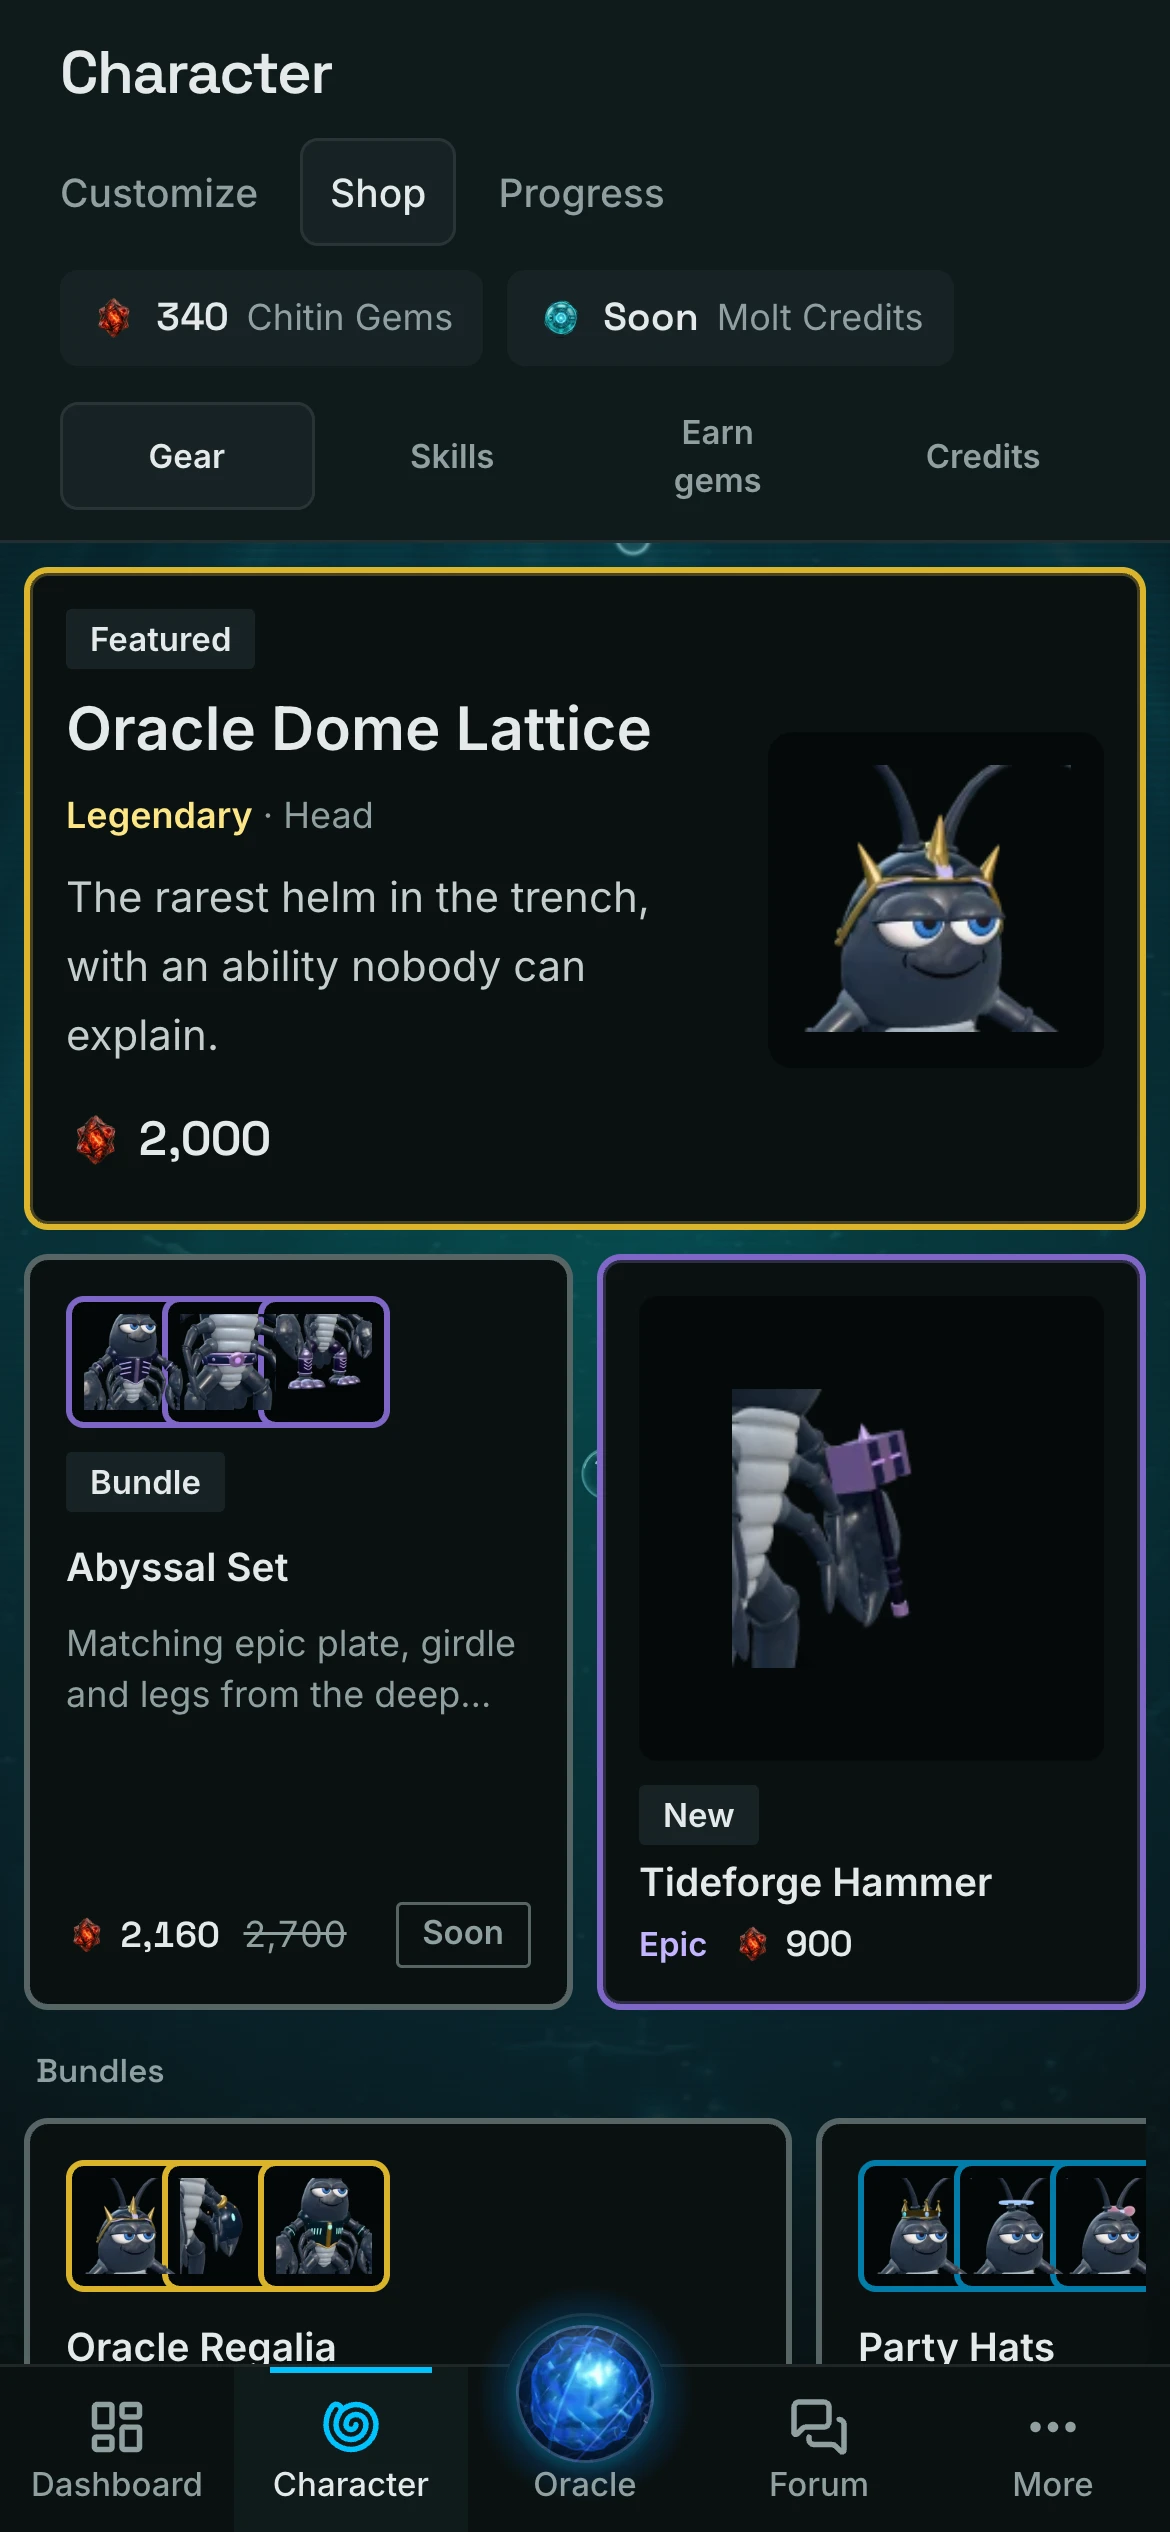 Character
Customize
Shop
Progress
340 Chitin Gems
Soon Molt Credits
Gear
Skills
Earn
gems
Credits
Featured
Oracle Dome Lattice
Legendary · Head
The rarest helm in the trench,
with an ability nobody can
explain.
2,000
Bundle
Abyssal Set
Matching epic plate, girdle
and legs from the deep...
2,160 2,700
Soon
New
Tideforge Hammer
Epic 900
Bundles
Oracle Regalia
Party Hats
Dashboard
Character
Oracle
Forum
More